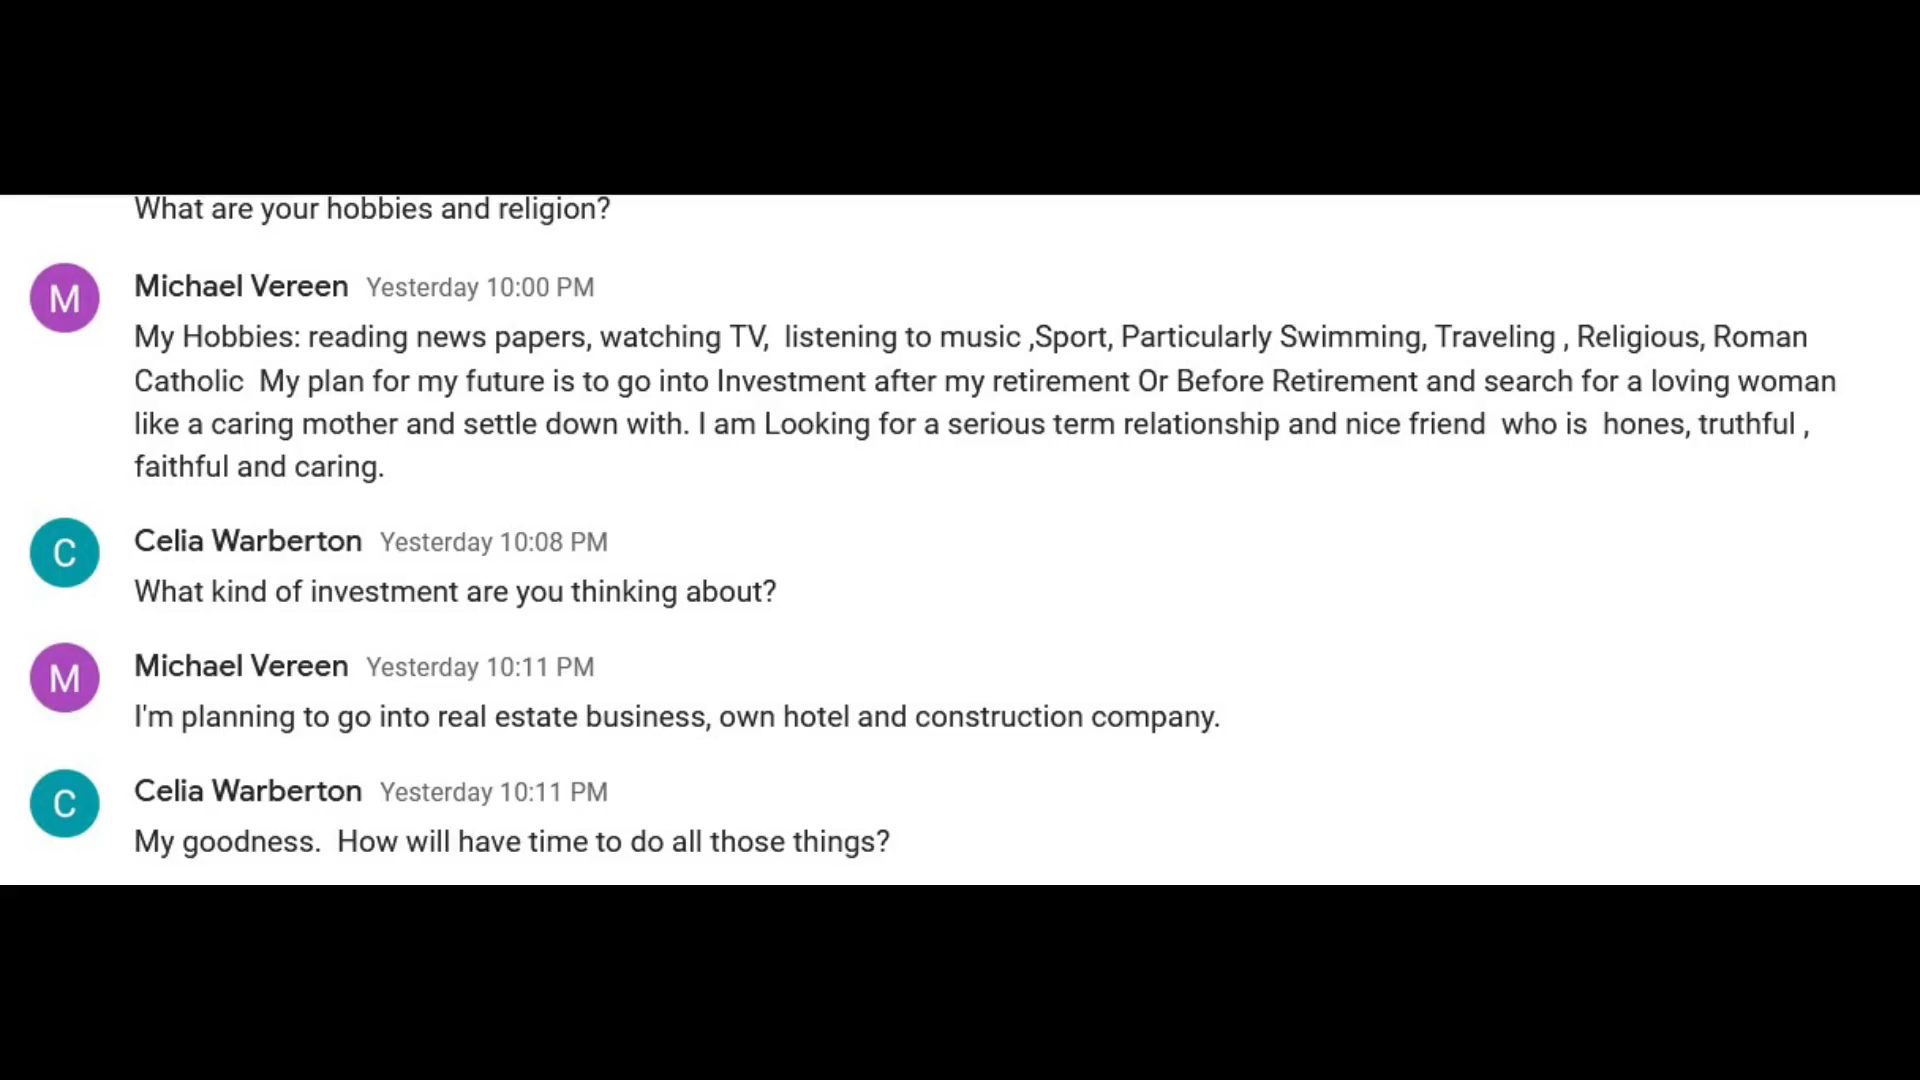 What are your hobbies and religion?
M
Michael Vereen Yesterday 10:00 PM
My Hobbies: reading news papers, watching TV,  listening to music ,Sport, Particularly Swimming, Traveling , Religious, Roman
Catholic  My plan for my future is to go into Investment after my retirement Or Before Retirement and search for a loving woman
like a caring mother and settle down with. I am Looking for a serious term relationship and nice friend  who is  hones, truthful ,
faithful and caring.
C
Celia Warberton Yesterday 10:08 PM
What kind of investment are you thinking about?
M
Michael Vereen Yesterday 10:11 PM
I'm planning to go into real estate business, own hotel and construction company.
C
Celia Warberton Yesterday 10:11 PM
My goodness.  How will have time to do all those things?